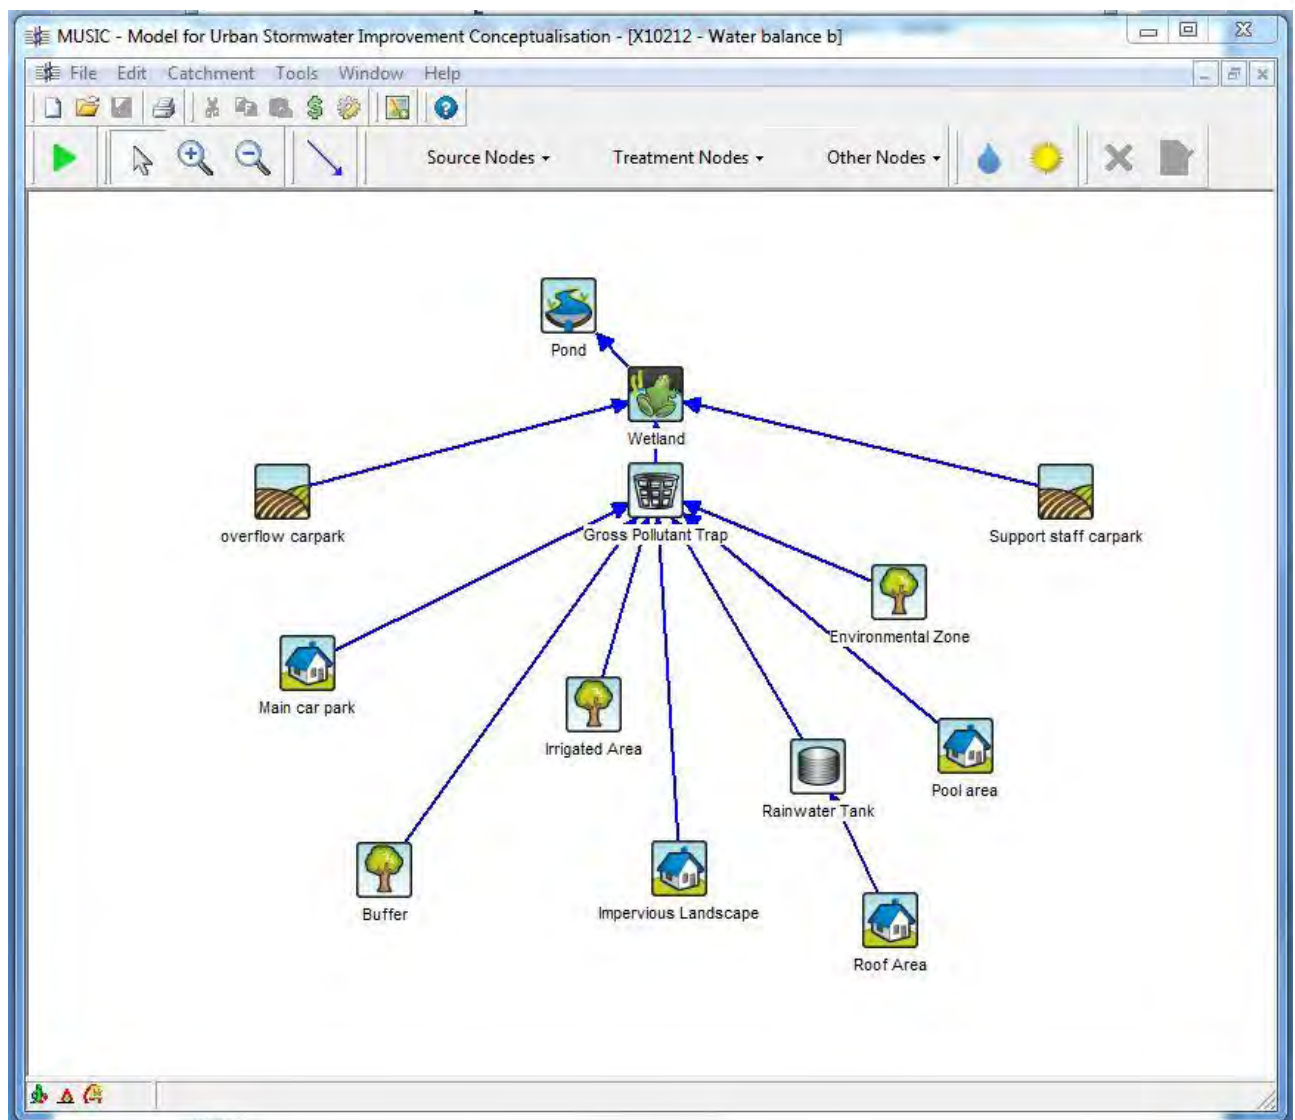 MUSIC - Model for Urban Stormwater Improvement Conceptualisation - [X10212 - Water balance b]
File Edit Catchment Tools Window Help
Source Nodes Treatment Nodes Other Nodes
Pond
Wetland
overflow carpark
Gross Pollutant Trap
Support staff carpark
Environmental Zone
Main car park
Irrigated Area
Pool area
Rainwater Tank
Buffer
Impervious Landscape
Roof Area